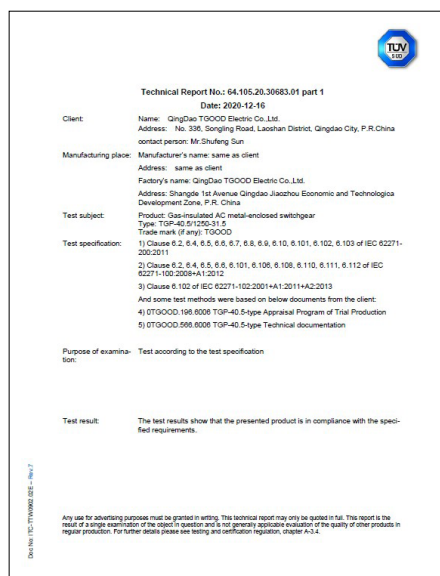 TÜV
SÜD
Technical Report No.: 64.105.20.30683.01 part 1
Date: 2020-12-16
Client: Name: QingDao TGOOD Electric Co.,Ltd.
Address: No. 336, Songling Road, Laoshan District, Qingdao City, P.R.China
contact person: Mr.Shufeng Sun
Manufacturing place: Manufacturer's name: same as client
Address: same as client
Factory's name: QingDao TGOOD Electric Co.,Ltd.
Address: Shangde 1st Avenue Qingdao Jiaozhou Economic and Technologica
Development Zone, P.R. China
Test subject: Product: Gas-insulated AC metal-enclosed switchgear
Type: TGP-40.5/1250-31.5
Trade mark (if any): TGOOD
Test specification: 1) Clause 6.2, 6.4, 6.5, 6.6, 6.7, 6.8, 6.9, 6.10, 6.101, 6.102, 6.103 of IEC 62271-
200:2011
2) Clause 6.2, 6.4, 6.5, 6.6, 6.101, 6.106, 6.108, 6.110, 6.111, 6.112 of IEC
62271-100:2008+A1:2012
3) Clause 6.102 of IEC 62271-102:2001+A1:2011+A2:2013
And some test methods were based on below documents from the client:
4) 0TGOOD.196.6006 TGP-40.5-type Appraisal Program of Trial Production
5) 0TGOOD.566.6006 TGP-40.5-type Technical documentation
Purpose of examina- Test according to the test specification
tion:
Test result: The test results show that the presented product is in compliance with the speci-
fied requirements.
Any use for advertising purposes must be granted in writing. This technical report may only be quoted in full. This report is the
result of a single examination of the object in question and is not generally applicable evaluation of the quality of other products in
regular production. For further details please see testing and certification regulation, chapter A-3.4.
Rev.7